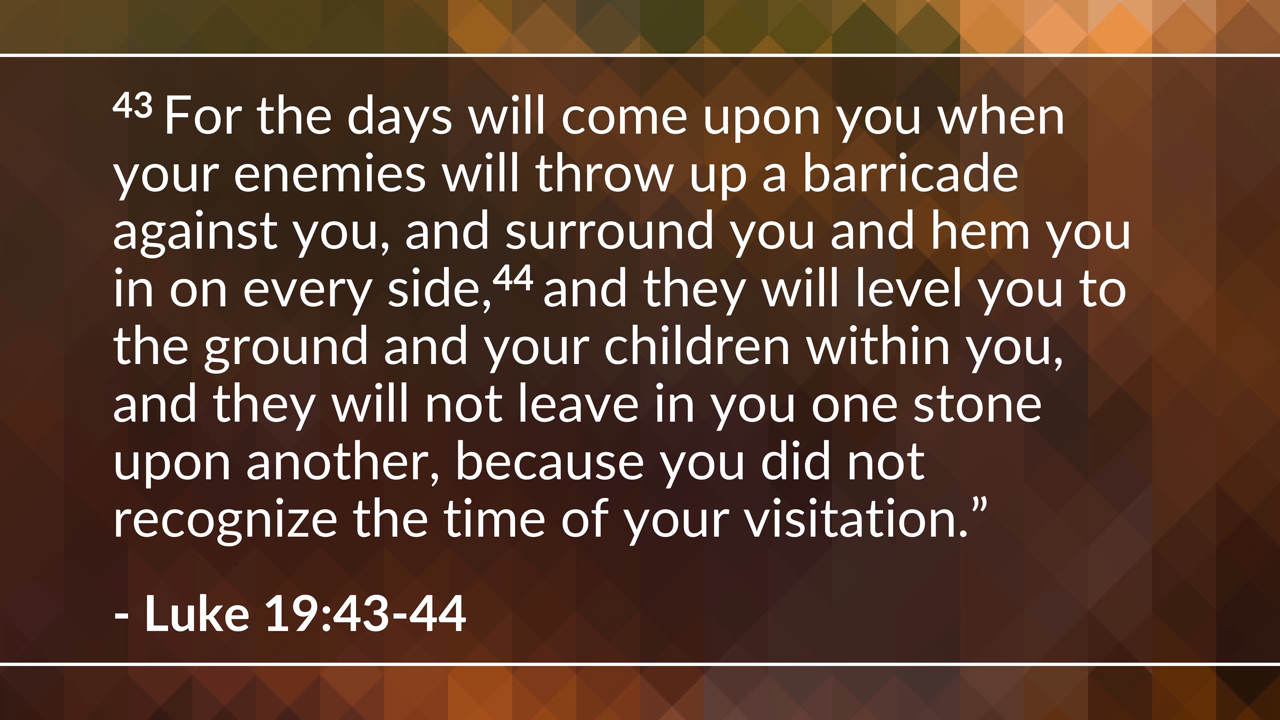 43 For the days will come upon you when
your enemies will throw up a barricade
against you, and surround you and hem you
in on every side,44 and they will level you to
the ground and your children within you,
and they will not leave in you one stone
upon another, because you did not
recognize the time of your visitation.”
- Luke 19:43-44